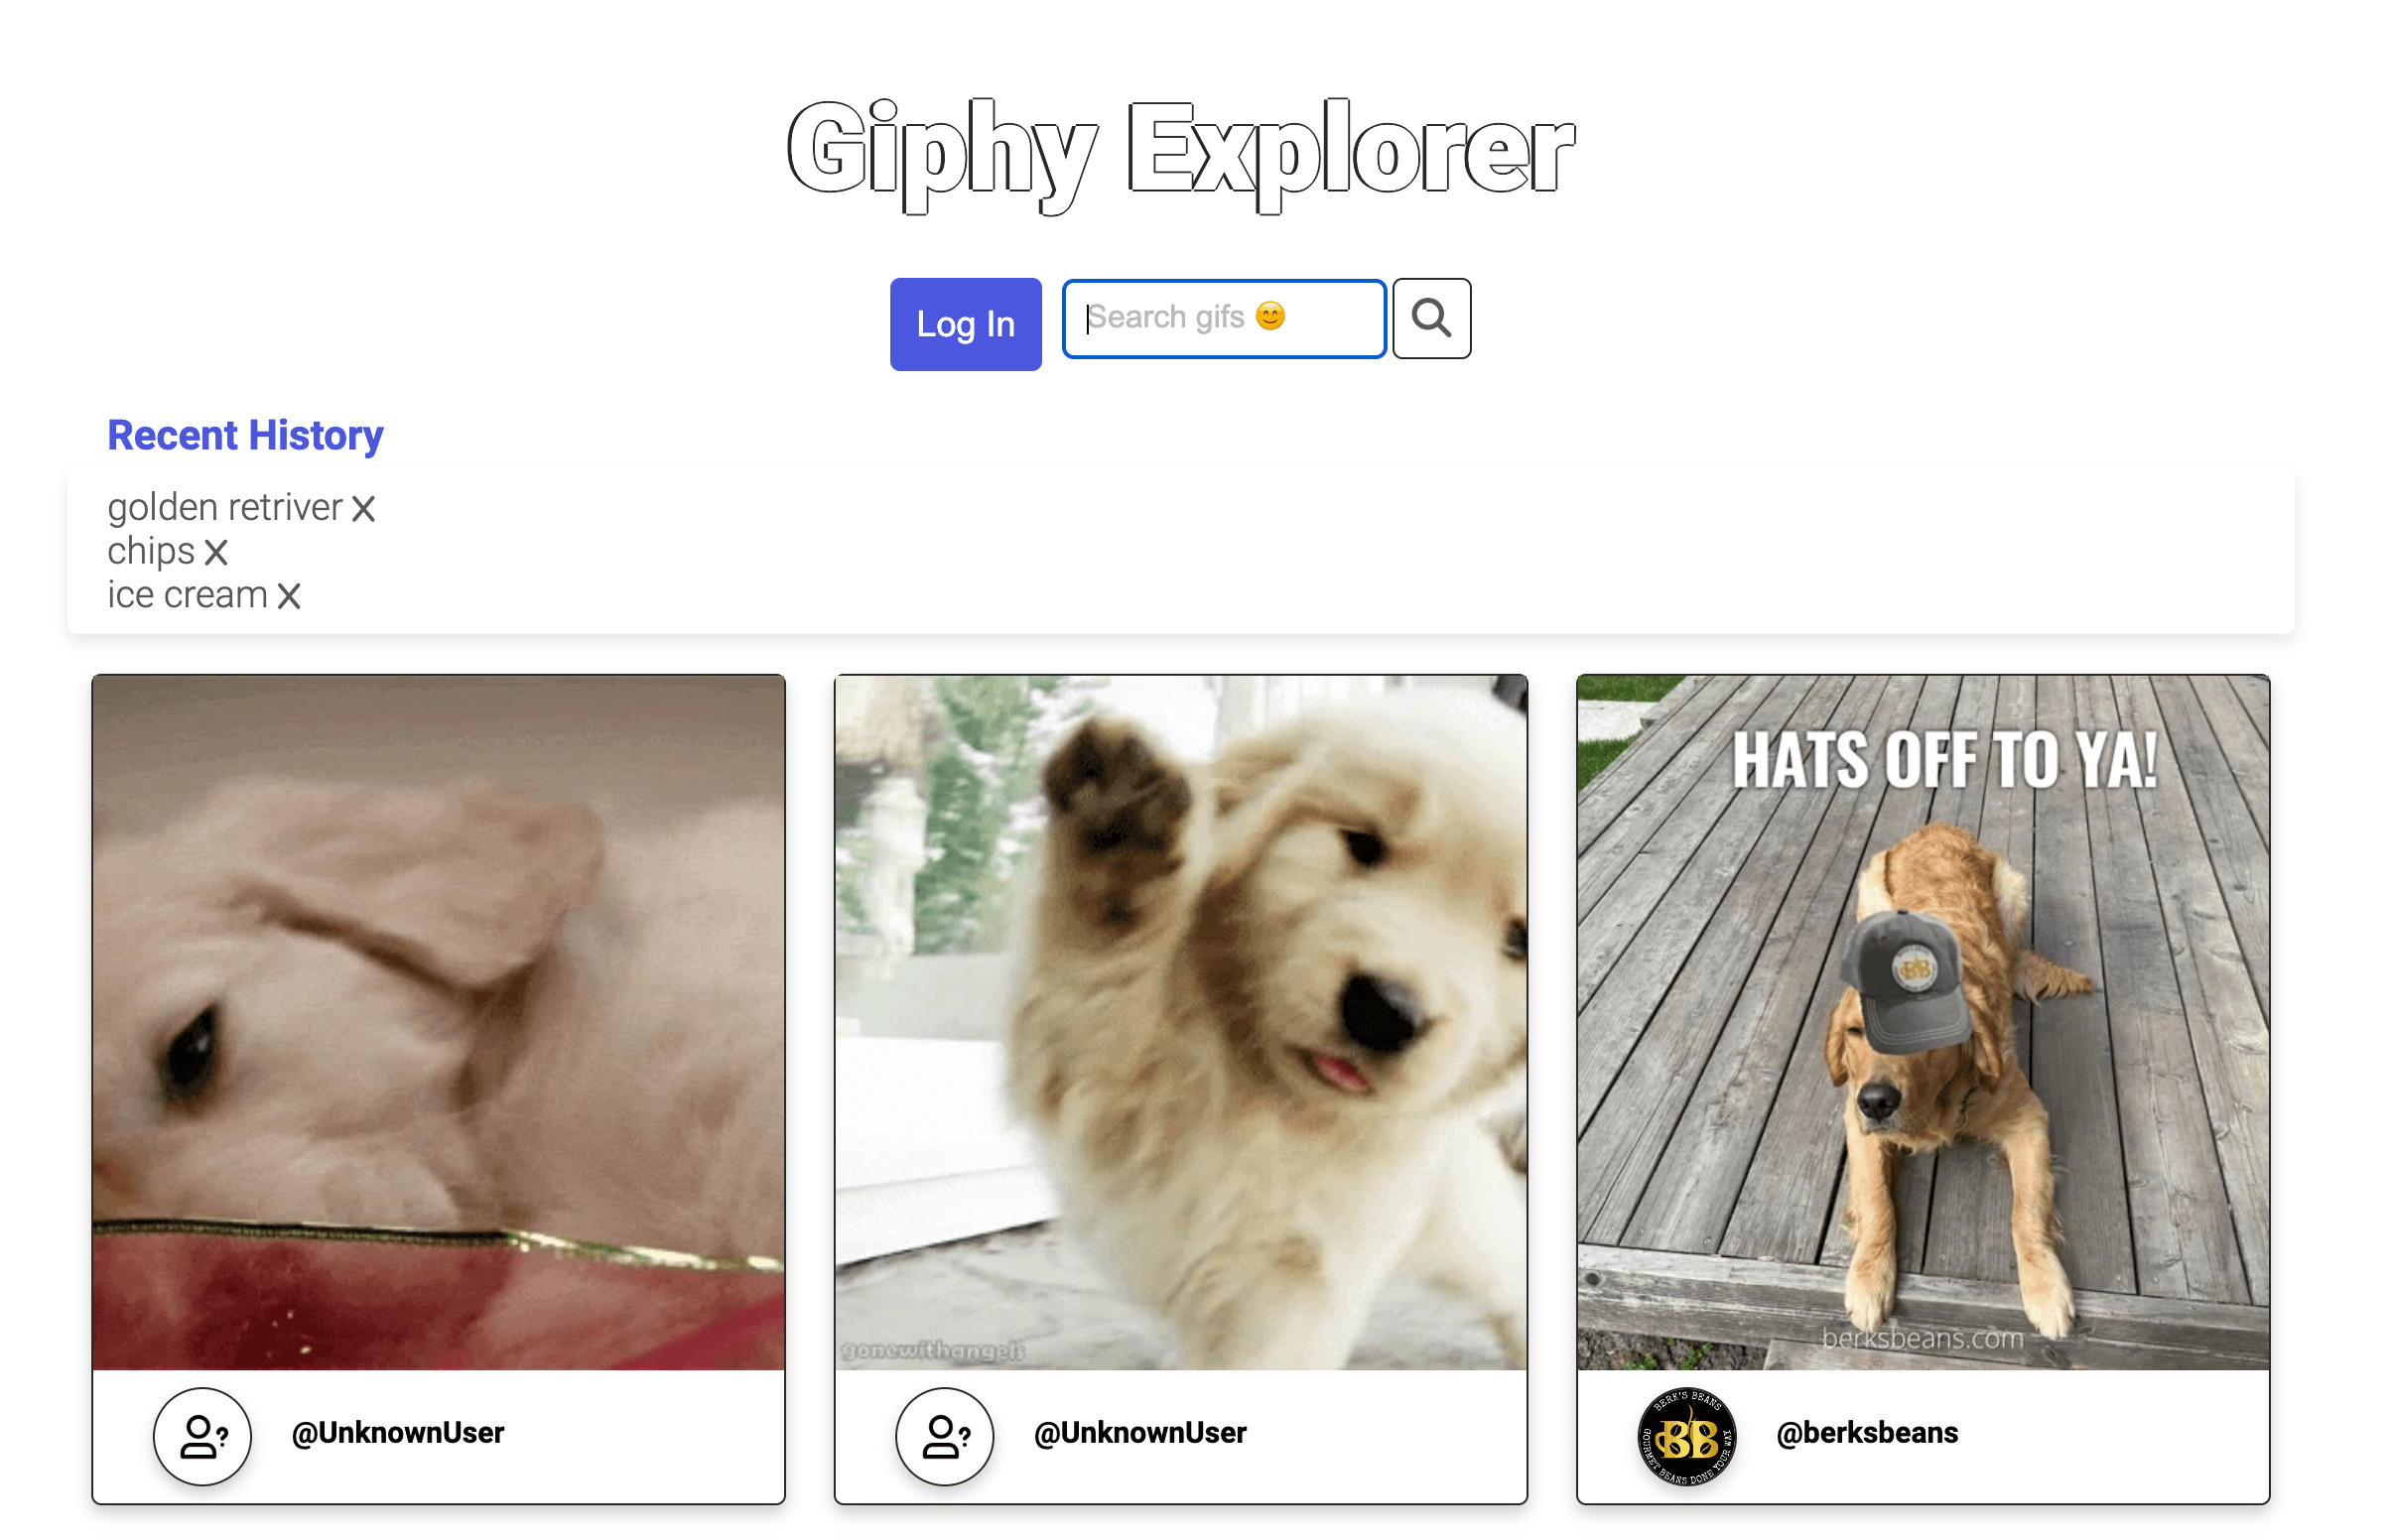 Giphy Explorer
Log In
Search gifs 😊
Recent History
golden retriver X
chips X
ice cream X
HATS OFF TO YA!
BB
berksbeans.com
gonewithangels
@UnknownUser
@UnknownUser
BERK'S BEANS
BB
GOURMET BEANS DONE YOUR WAY
@berksbeans